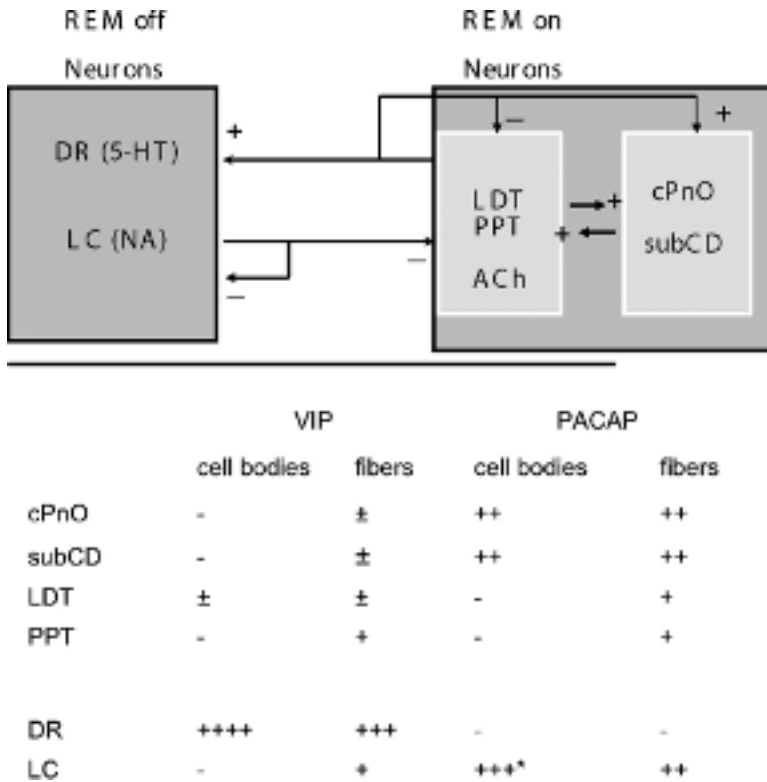 REM off
REM on
Neurons
Neurons
DR (5-HT)
LC (NA)
+
–
–
–
+
LDT
PPT
ACh
+
+
cPnO
subCD
VIP PACAP
cell bodies fibers cell bodies fibers
cPnO - ± ++ ++
subCD - ± ++ ++
LDT ± ± - +
PPT - + - +
DR ++++ +++ - -
LC - + +++* ++